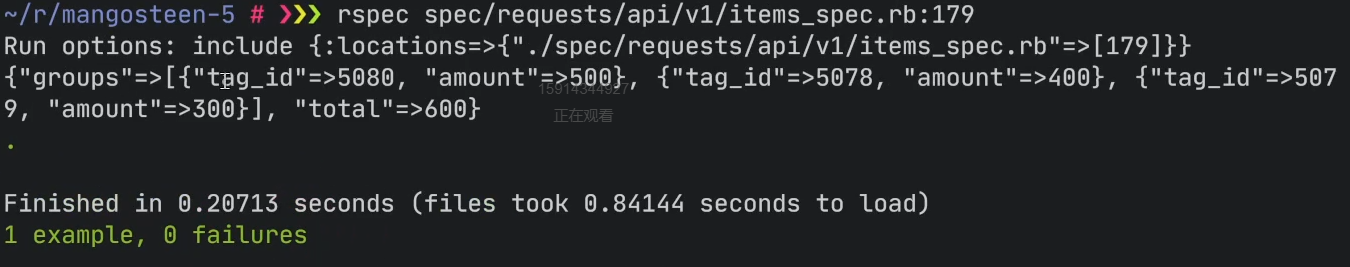 ~/r/mangosteen-5 # ❯❯❯ rspec spec/requests/api/v1/items_spec.rb:179
Run options: include {:locations=>{"./spec/requests/api/v1/items_spec.rb"=>[179]}}
{"groups"=>[{"tag_id"=>5080, "amount"=>500}, {"tag_id"=>5078, "amount"=>400}, {"tag_id"=>507
9, "amount"=>300}], "total"=>600}
15914344927
正在观看
.
Finished in 0.20713 seconds (files took 0.84144 seconds to load)
1 example, 0 failures